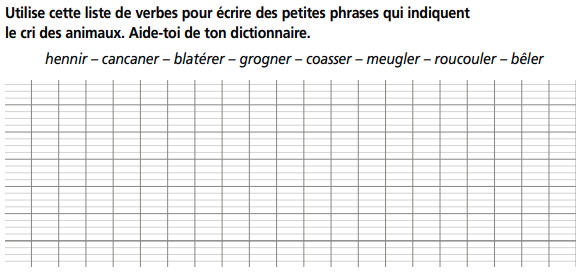 Utilise cette liste de verbes pour écrire des petites phrases qui indiquent
le cri des animaux. Aide-toi de ton dictionnaire.
hennir – cancaner – blatérer – grogner – coasser – meugler – roucouler – bêler